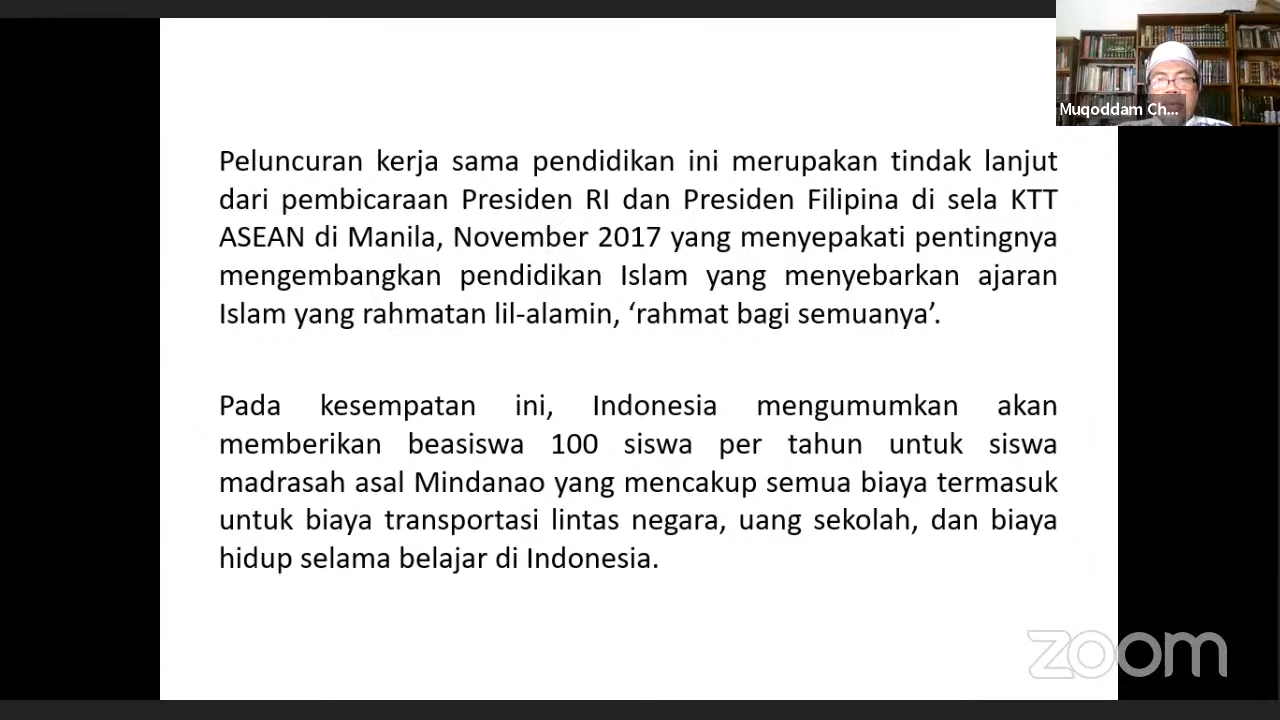 Muqoddam Ch...
Peluncuran kerja sama pendidikan ini merupakan tindak lanjut
dari pembicaraan Presiden RI dan Presiden Filipina di sela KTT
ASEAN di Manila, November 2017 yang menyepakati pentingnya
mengembangkan pendidikan Islam yang menyebarkan ajaran
Islam yang rahmatan lil-alamin, ‘rahmat bagi semuanya’.
Pada kesempatan ini, Indonesia mengumumkan akan
memberikan beasiswa 100 siswa per tahun untuk siswa
madrasah asal Mindanao yang mencakup semua biaya termasuk
untuk biaya transportasi lintas negara, uang sekolah, dan biaya
hidup selama belajar di Indonesia.
zoom